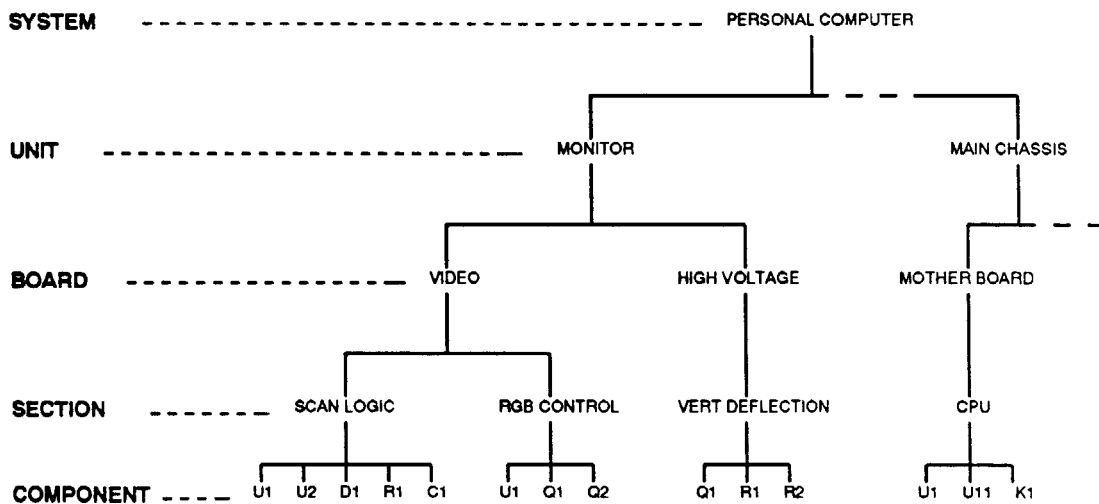 SYSTEM PERSONAL COMPUTER
UNIT MONITOR MAIN CHASSIS
BOARD VIDEO HIGH VOLTAGE MOTHER BOARD
SECTION SCAN LOGIC RGB CONTROL VERT DEFLECTION CPU
COMPONENT U1 U2 D1 R1 C1 U1 Q1 Q2 Q1 R1 R2 U1 U11 K1